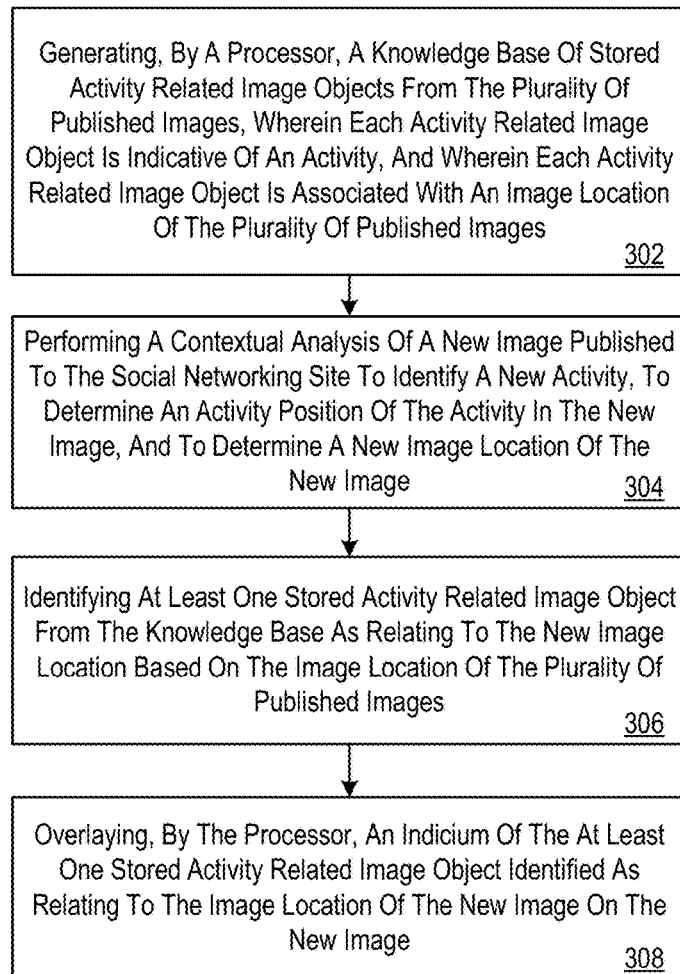 Generating, By A Processor, A Knowledge Base Of Stored
Activity Related Image Objects From The Plurality Of
Published Images, Wherein Each Activity Related Image
Object Is Indicative Of An Activity, And Wherein Each Activity
Related Image Object Is Associated With An Image Location
Of The Plurality Of Published Images
302
Performing A Contextual Analysis Of A New Image Published
To The Social Networking Site To Identify A New Activity, To
Determine An Activity Position Of The Activity In The New
Image, And To Determine A New Image Location Of The
New Image
304
Identifying At Least One Stored Activity Related Image Object
From The Knowledge Base As Relating To The New Image
Location Based On The Image Location Of The Plurality Of
Published Images
306
Overlaying, By The Processor, An Indicium Of The At Least
One Stored Activity Related Image Object Identified As
Relating To The Image Location Of The New Image On The
New Image
308